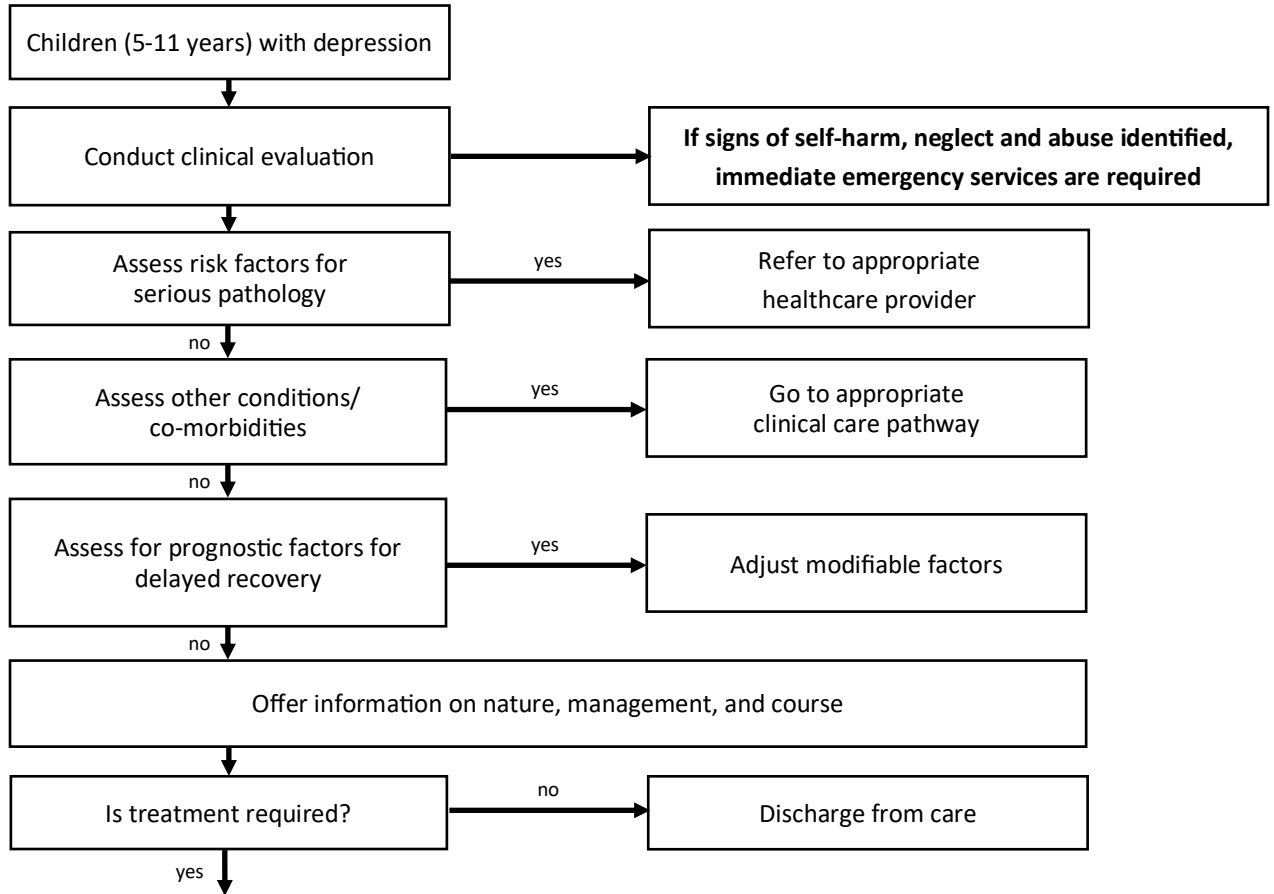 Children (5-11 years) with depression
Conduct clinical evaluation
If signs of self-harm, neglect and abuse identified,
immediate emergency services are required
Assess risk factors for
serious pathology
yes
Refer to appropriate
healthcare provider
no
Assess other conditions/
co-morbidities
yes
Go to appropriate
clinical care pathway
no
Assess for prognostic factors for
delayed recovery
yes
Adjust modifiable factors
no
Offer information on nature, management, and course
Is treatment required?
no
Discharge from care
yes